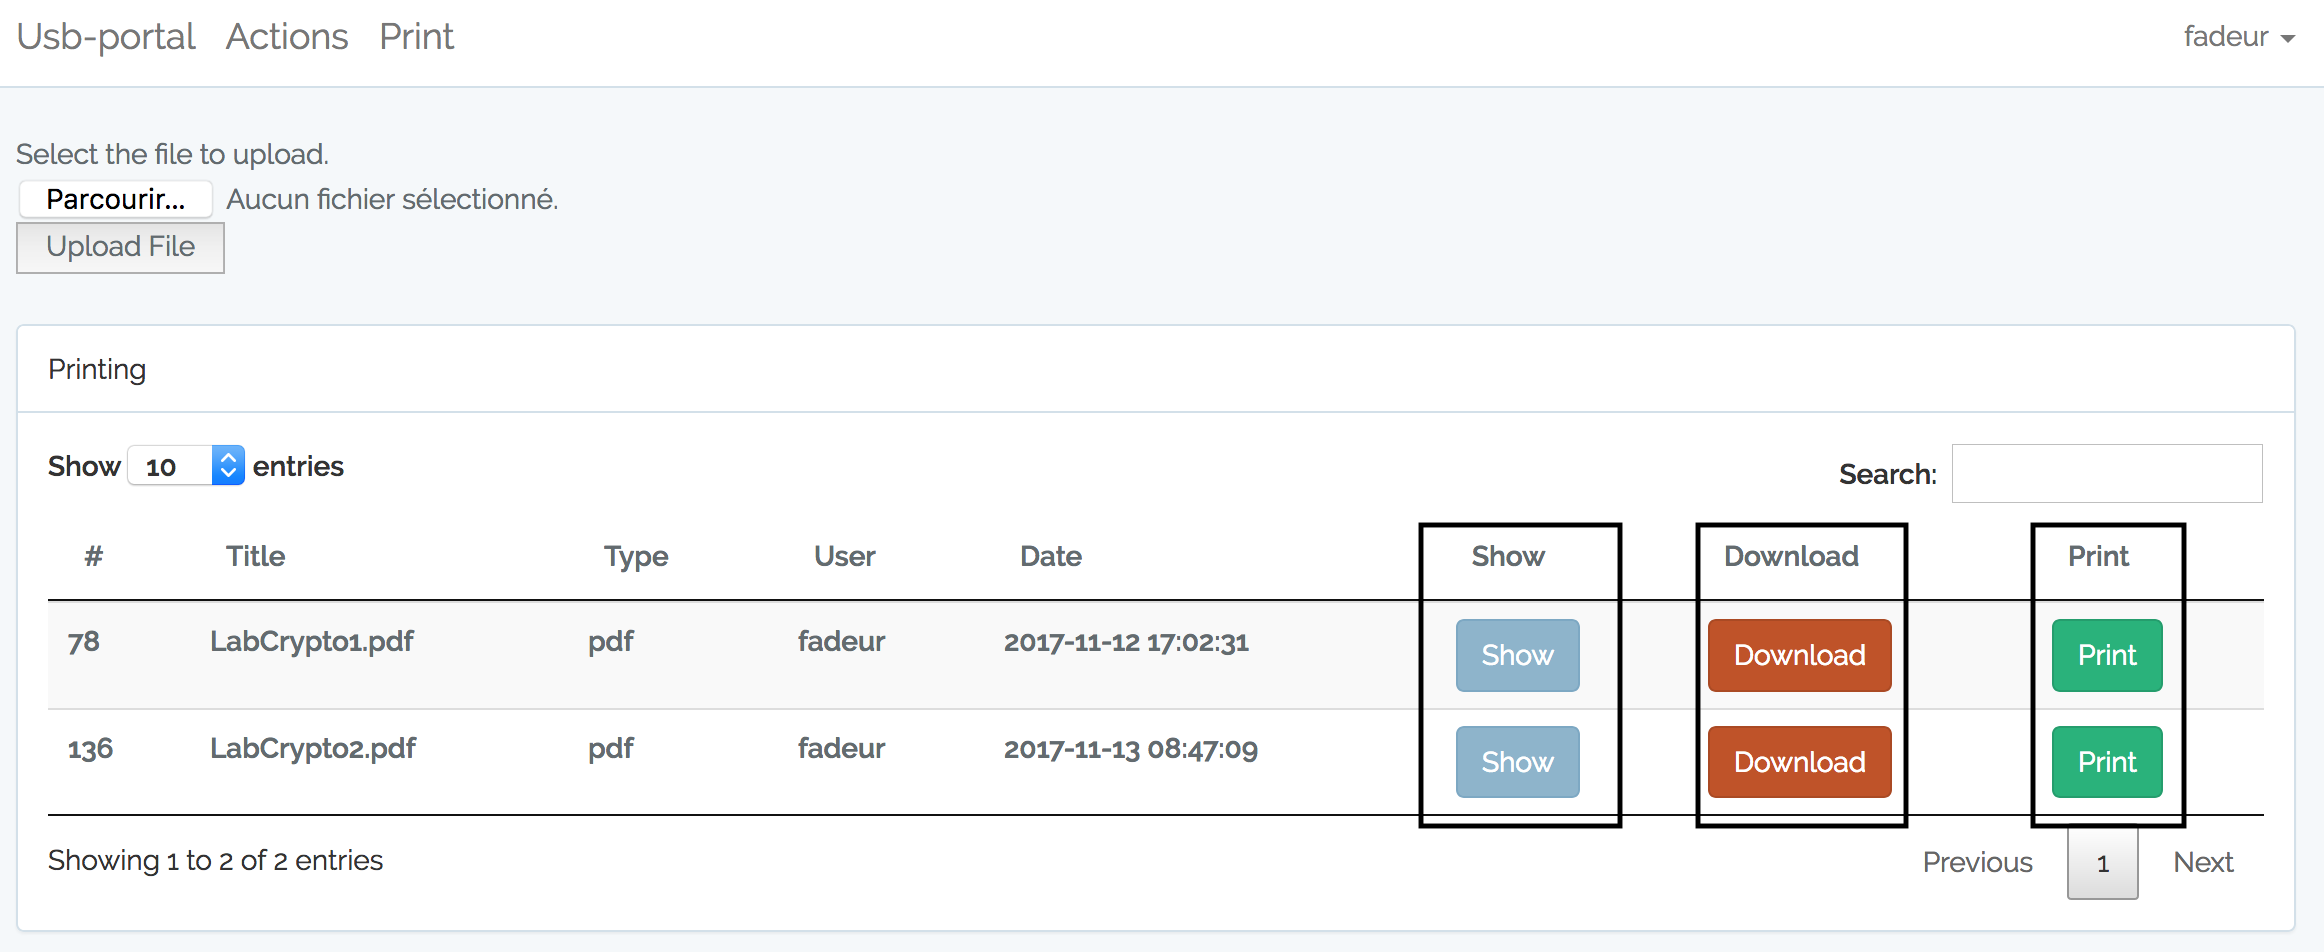 Usb-portal Actions Print fadeur
Select the file to upload.
Parcourir... Aucun fichier sélectionné.
Upload File
Printing
Show 10 entries Search:
# Title Type User Date Show Download Print
78 LabCrypto1.pdf pdf fadeur 2017-11-12 17:02:31 Show Download Print
136 LabCrypto2.pdf pdf fadeur 2017-11-13 08:47:09 Show Download Print
Showing 1 to 2 of 2 entries Previous 1 Next